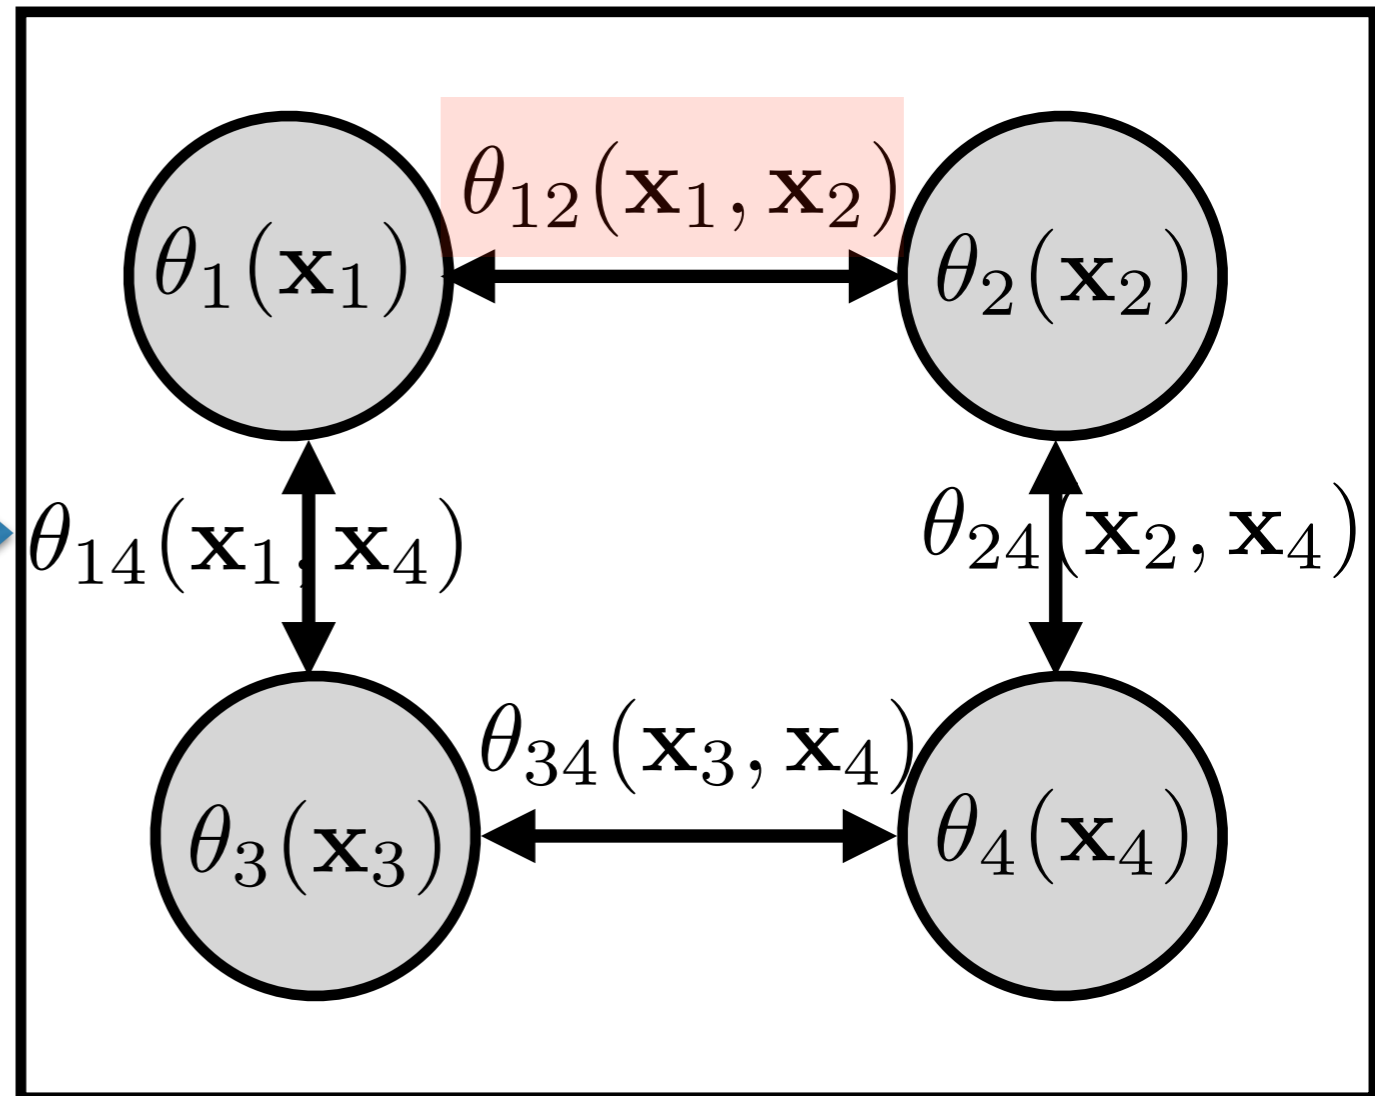 θ₁₂(𝐱₁, 𝐱₂)
θ₁(𝐱₁)
θ₂(𝐱₂)
θ₁₄(𝐱₁, 𝐱₄)
θ₂₄(𝐱₂, 𝐱₄)
θ₃₄(𝐱₃, 𝐱₄)
θ₃(𝐱₃)
θ₄(𝐱₄)